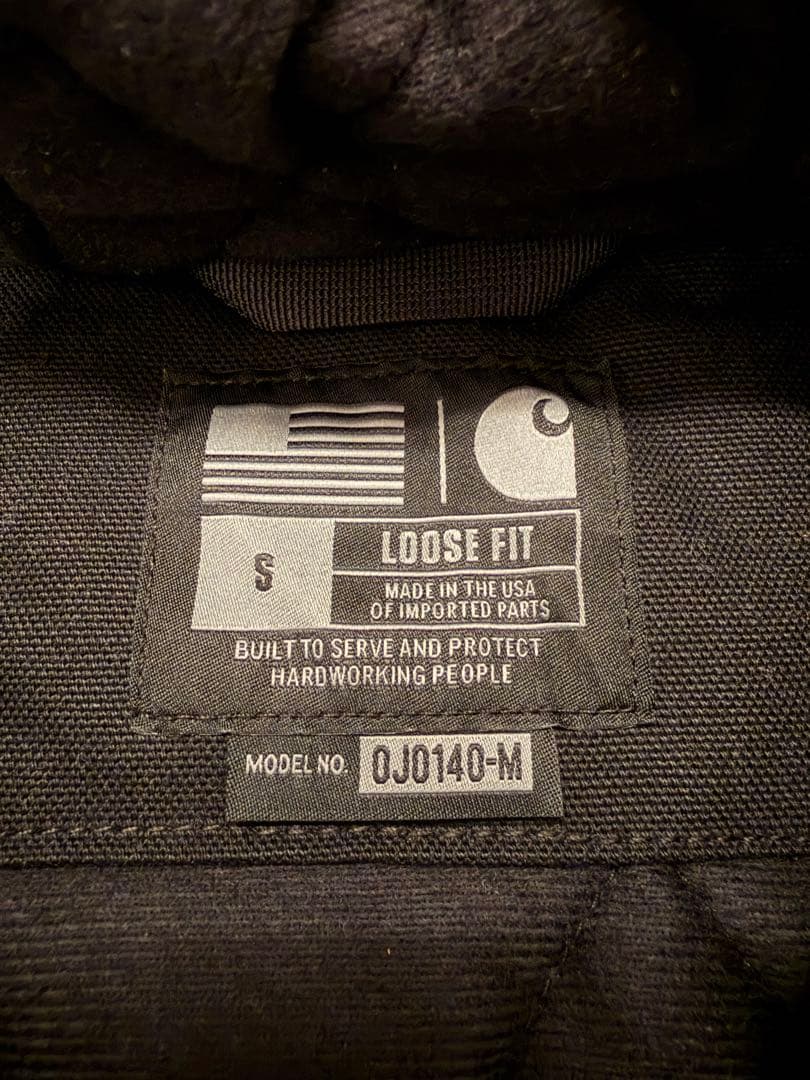 S
LOOSE FIT
MADE IN THE USA
OF IMPORTED PARTS
BUILT TO SERVE AND PROTECT
HARDWORKING PEOPLE
MODEL NO. OJ0140-M